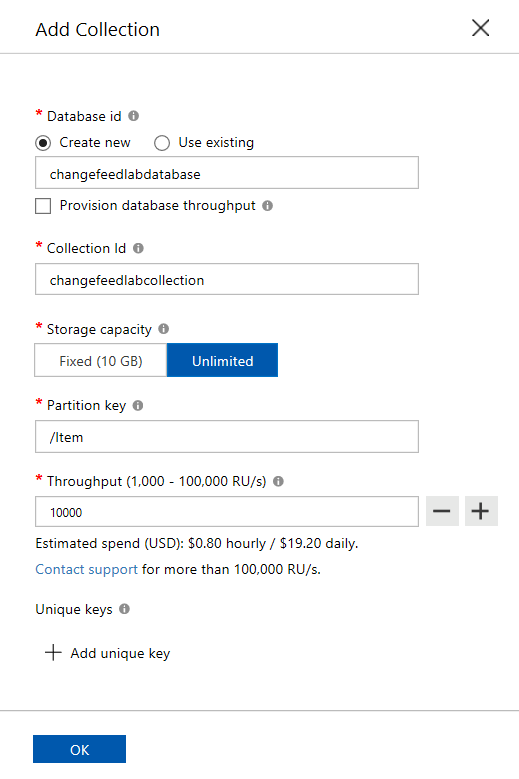 Add Collection
* Database id
Create new Use existing
changefeedlabdatabase
Provision database throughput
* Collection Id
changefeedlabcollection
* Storage capacity
Fixed (10 GB) Unlimited
* Partition key
/Item
* Throughput (1,000 - 100,000 RU/s)
10000
Estimated spend (USD): $0.80 hourly / $19.20 daily.
Contact support for more than 100,000 RU/s.
Unique keys
Add unique key
OK